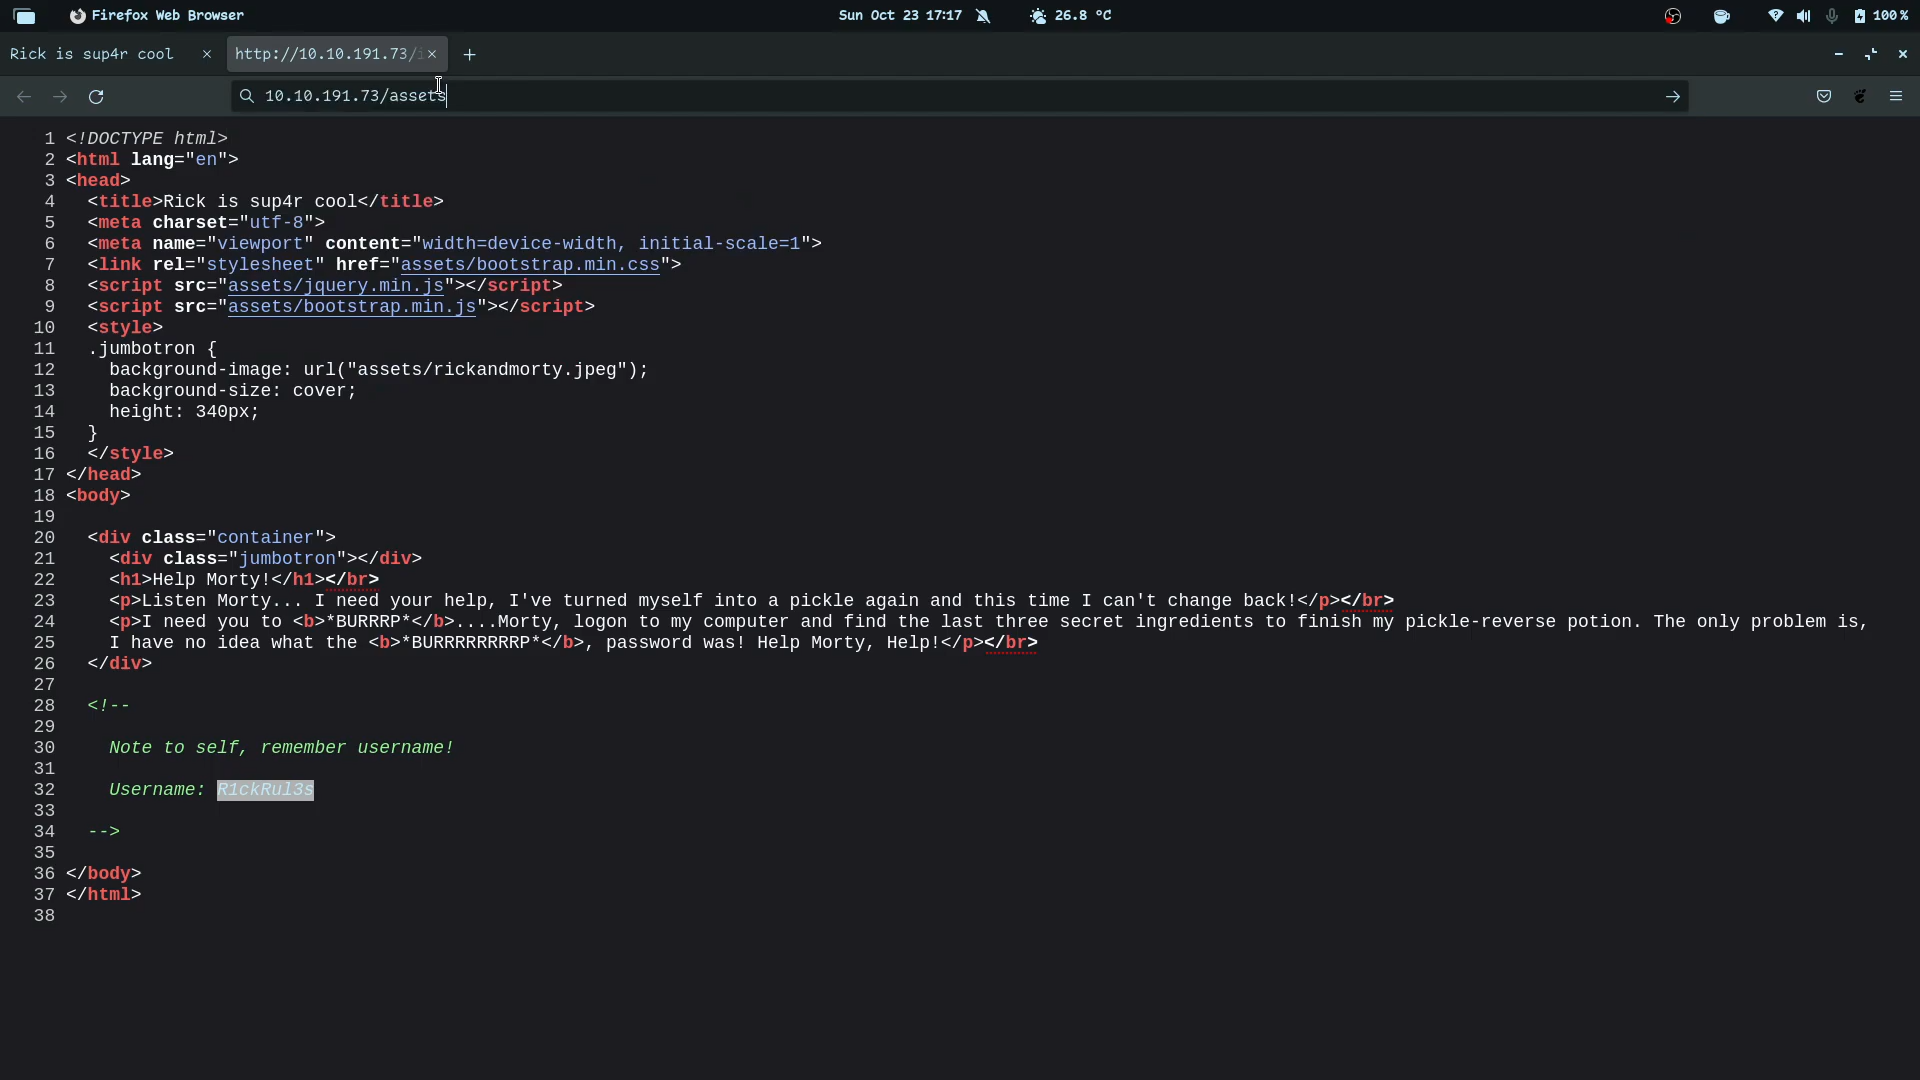 Firefox Web Browser
Sun Oct 23 17:17
26.8 °C
100%
Rick is sup4r cool
http://10.10.191.73/i
10.10.191.73/assets
1 <!DOCTYPE html>
2 <html lang="en">
3 <head>
4   <title>Rick is sup4r cool</title>
5   <meta charset="utf-8">
6   <meta name="viewport" content="width=device-width, initial-scale=1">
7   <link rel="stylesheet" href="assets/bootstrap.min.css">
8   <script src="assets/jquery.min.js"></script>
9   <script src="assets/bootstrap.min.js"></script>
10   <style>
11   .jumbotron {
12     background-image: url("assets/rickandmorty.jpeg");
13     background-size: cover;
14     height: 340px;
15   }
16   </style>
17 </head>
18 <body>
19
20   <div class="container">
21     <div class="jumbotron"></div>
22     <h1>Help Morty!</h1></br>
23     <p>Listen Morty... I need your help, I've turned myself into a pickle again and this time I can't change back!</p></br>
24     <p>I need you to <b>*BURRRP*</b>....Morty, logon to my computer and find the last three secret ingredients to finish my pickle-reverse potion. The only problem is,
25     I have no idea what the <b>*BURRRRRRRRP*</b>, password was! Help Morty, Help!</p></br>
26   </div>
27
28   <!--
29
30     Note to self, remember username!
31
32     Username: R1ckRul3s
33
34   -->
35
36 </body>
37 </html>
38